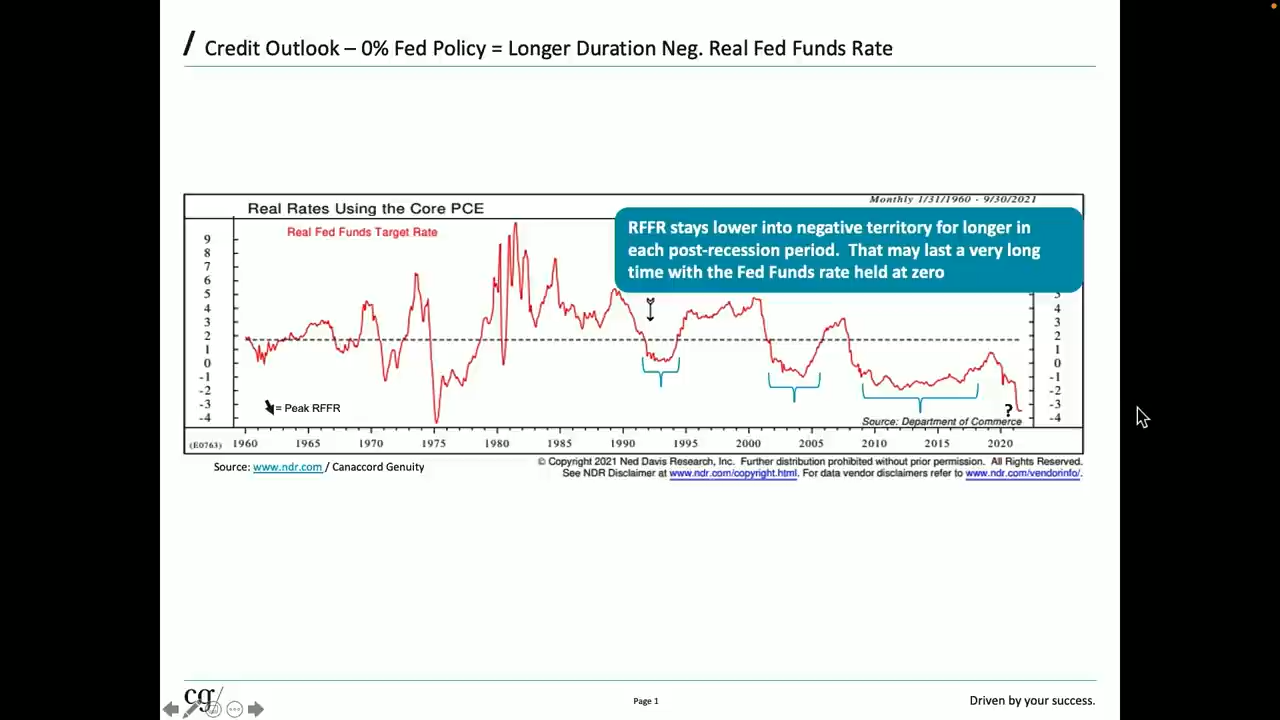 / Credit Outlook – 0% Fed Policy = Longer Duration Neg. Real Fed Funds Rate
Real Rates Using the Core PCE
Monthly 1/31/1960 - 9/30/2021
Real Fed Funds Target Rate
RFFR stays lower into negative territory for longer in
each post-recession period. That may last a very long
time with the Fed Funds rate held at zero
9
8
7
6
5
4
3
2
1
0
-1
-2
-3
-4
5
4
3
2
1
0
-1
-2
-3
-4
= Peak RFFR
?
Source: Department of Commerce
(E0763) 1960 1965 1970 1975 1980 1985 1990 1995 2000 2005 2010 2015 2020
Source: www.ndr.com / Canaccord Genuity
© Copyright 2021 Ned Davis Research, Inc. Further distribution prohibited without prior permission. All Rights Reserved.
See NDR Disclaimer at www.ndr.com/copyright.html. For data vendor disclaimers refer to www.ndr.com/vendorinfo/.
cg/
Page 1
Driven by your success.